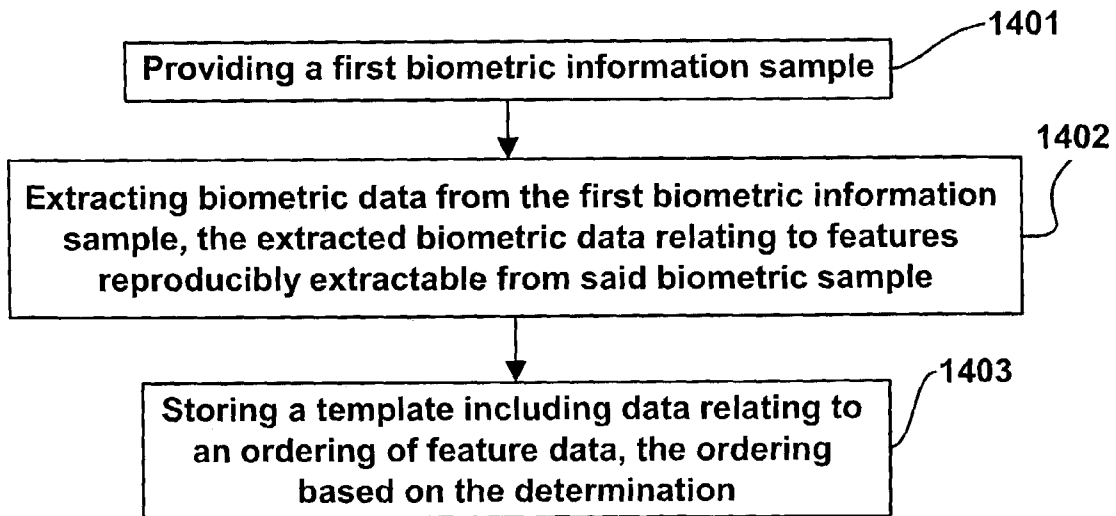 1401
Providing a first biometric information sample
1402
Extracting biometric data from the first biometric information
sample, the extracted biometric data relating to features
reproducibly extractable from said biometric sample
1403
Storing a template including data relating to
an ordering of feature data, the ordering
based on the determination